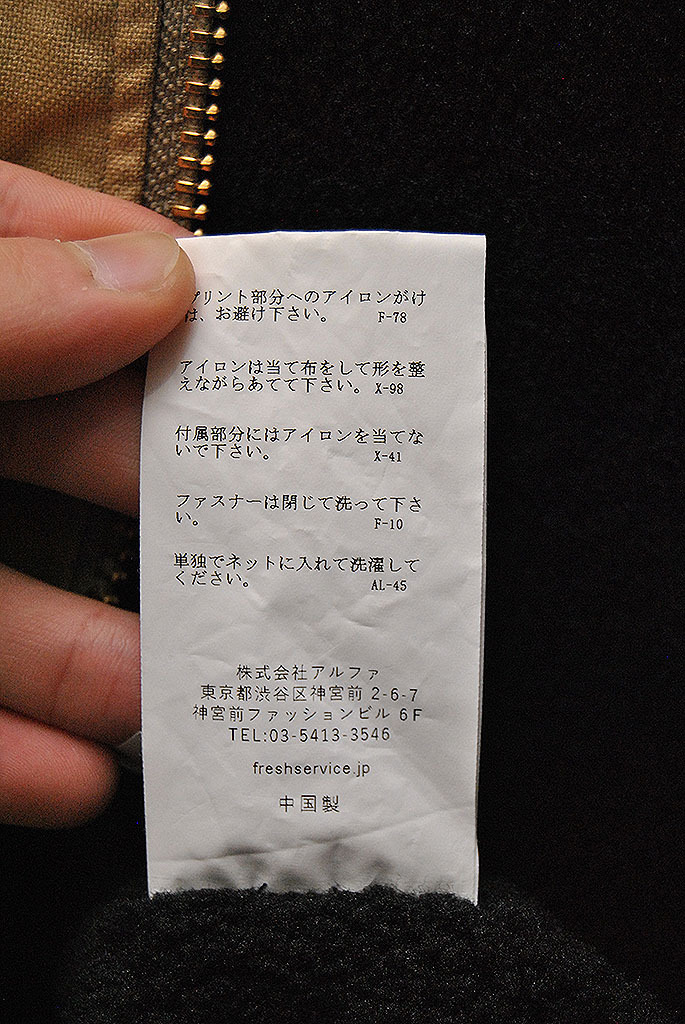 プリント部分へのアイロンがけ
は、お避け下さい。 F-78
アイロンは当て布をして形を整
えながらあてて下さい。 X-98
付属部分にはアイロンを当てな
いで下さい。 X-41
ファスナーは閉じて洗って下さ
い。 F-10
単独でネットに入れて洗濯して
ください。 AL-45
株式会社アルファ
東京都渋谷区神宮前 2-6-7
神宮前ファッションビル 6F
TEL:03-5413-3546
freshservice.jp
中国製